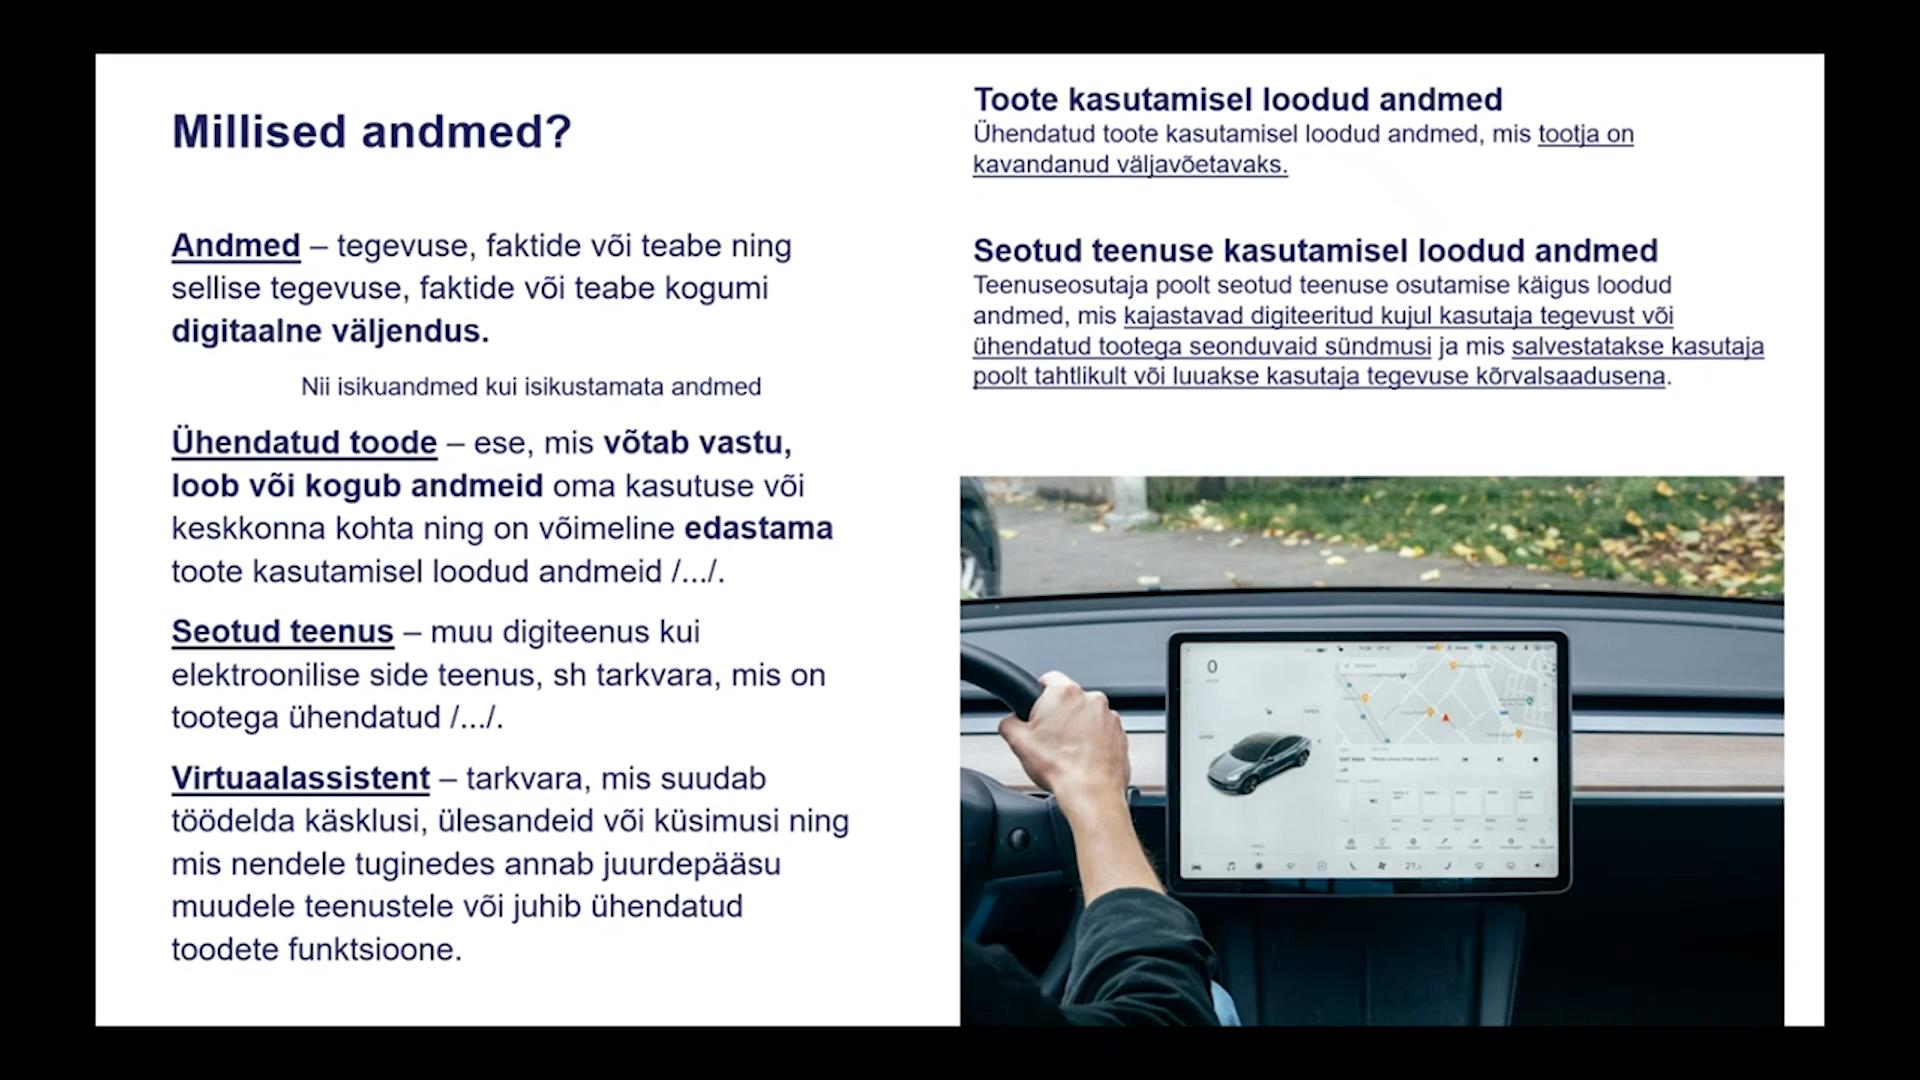 Millised andmed?
Andmed – tegevuse, faktide või teabe ning
sellise tegevuse, faktide või teabe kogumi
digitaalne väljendus.
Nii isikuandmed kui isikustamata andmed
Ühendatud toode – ese, mis võtab vastu,
loob või kogub andmeid oma kasutuse või
keskkonna kohta ning on võimeline edastama
toote kasutamisel loodud andmeid /.../.
Seotud teenus – muu digiteenus kui
elektroonilise side teenus, sh tarkvara, mis on
tootega ühendatud /.../.
Virtuaalassistent – tarkvara, mis suudab
töödelda käsklusi, ülesandeid või küsimusi ning
mis nendele tuginedes annab juurdepääsu
muudele teenustele või juhib ühendatud
toodete funktsioone.
Toote kasutamisel loodud andmed
Ühendatud toote kasutamisel loodud andmed, mis tootja on
kavandanud väljavõetavaks.
Seotud teenuse kasutamisel loodud andmed
Teenuseosutaja poolt seotud teenuse osutamise käigus loodud
andmed, mis kajastavad digiteeritud kujul kasutaja tegevust või
ühendatud tootega seonduvaid sündmusi ja mis salvestatakse kasutaja
poolt tahtlikult või luuakse kasutaja tegevuse kõrvalsaadusena.
0